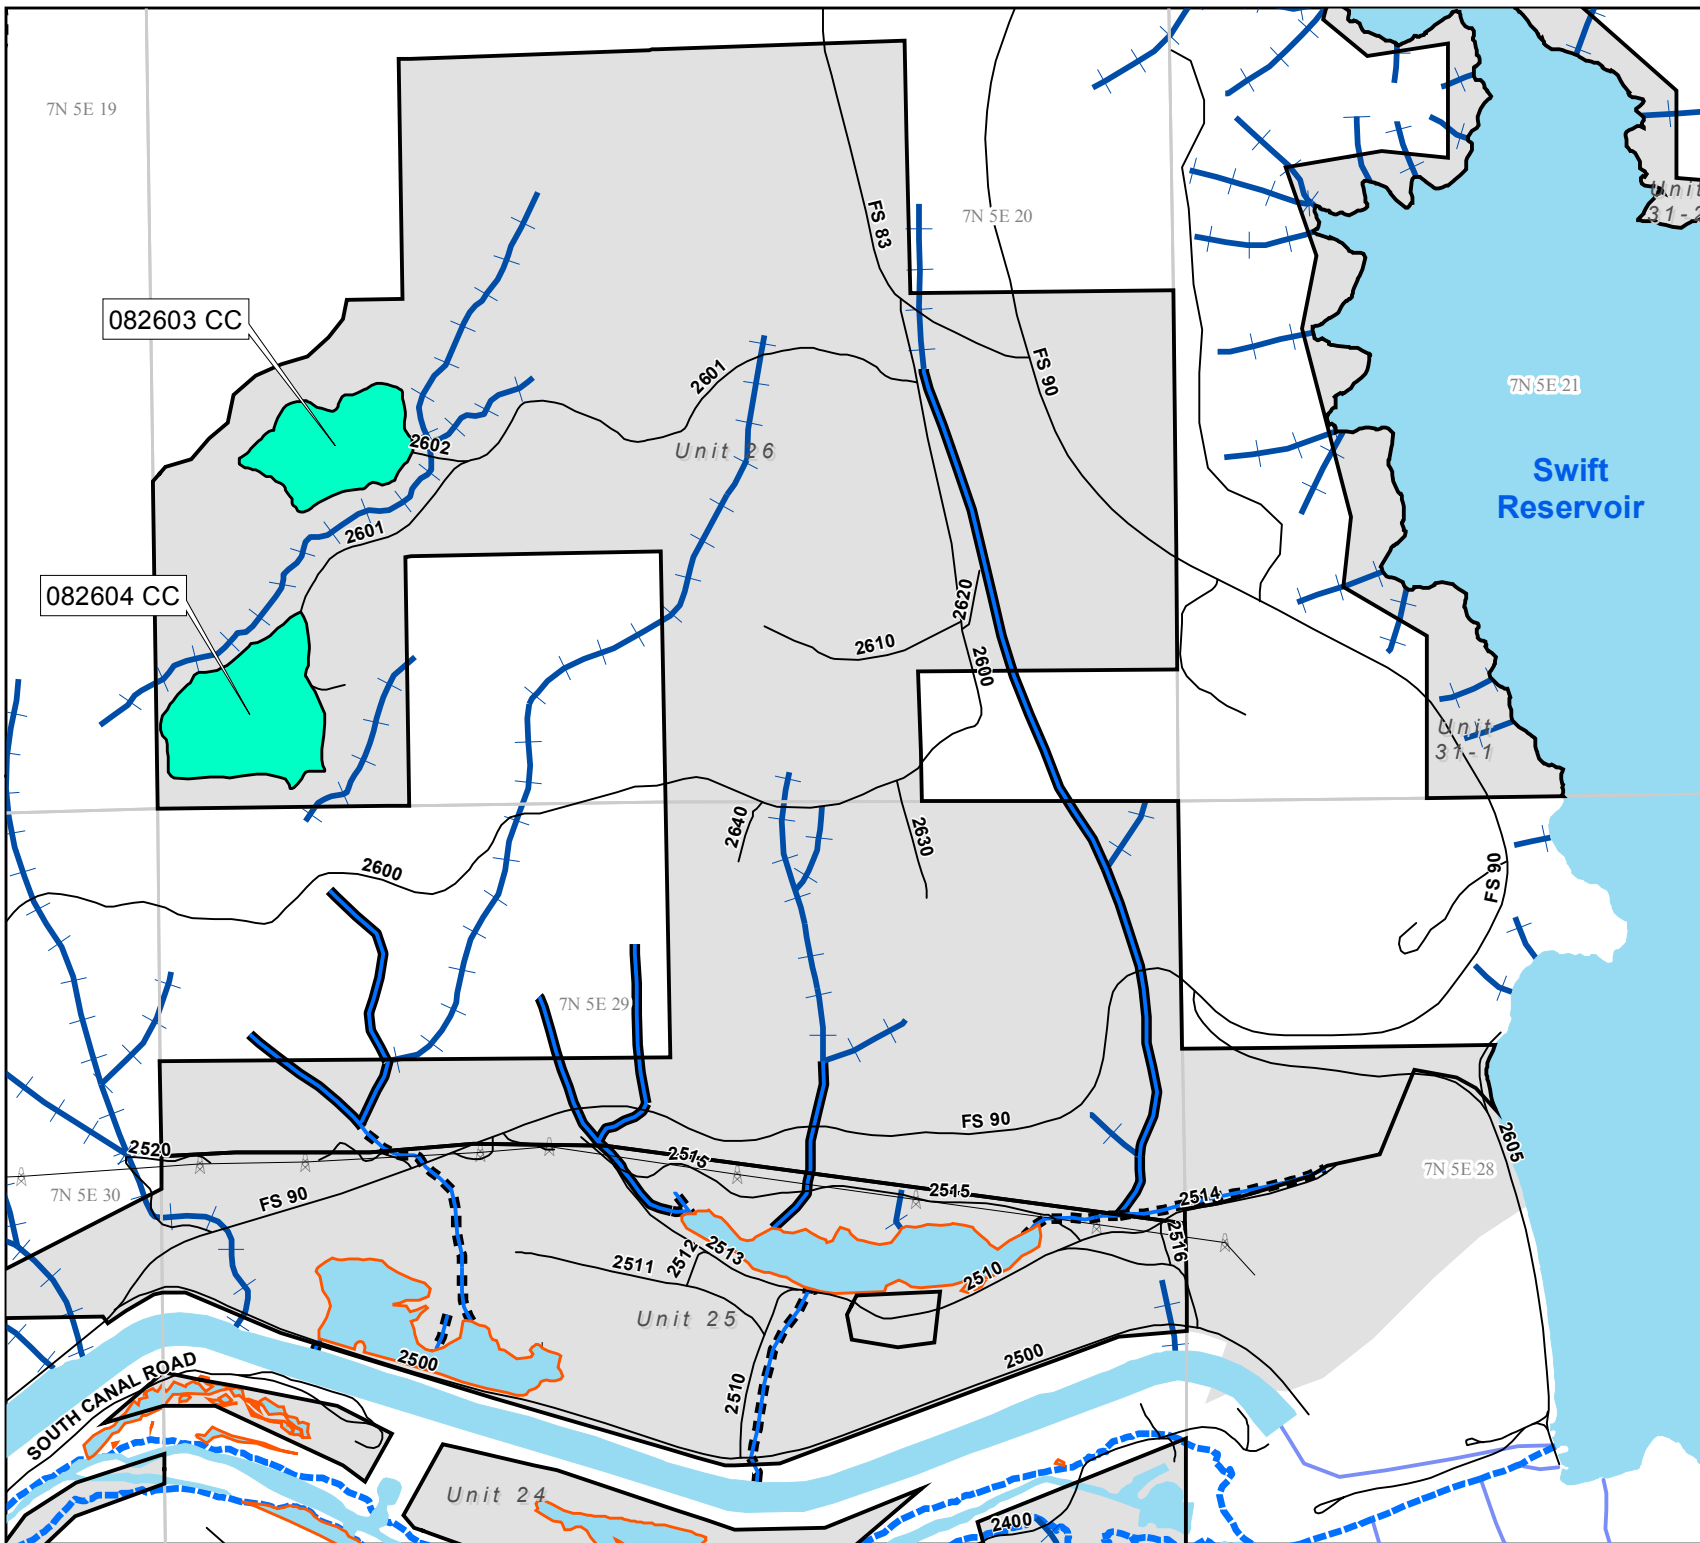 7N 5E 19
Unit
31-2
FS 83
7N 5E 20
082603 CC
2601
FS 90
7N 5E 21
2602
Unit 26
Swift
Reservoir
2601
082604 CC
2620
2610
2600
Unit
31-1
2640
2630
2600
FS 90
7N 5E 29
FS 90
2520
2515
2605
7N 5E 30
FS 90
2515
2514
7N 5E 28
2516
2512
2513
2511
2510
Unit 25
2500
2500
SOUTH CANAL ROAD
2510
Unit 24
2400